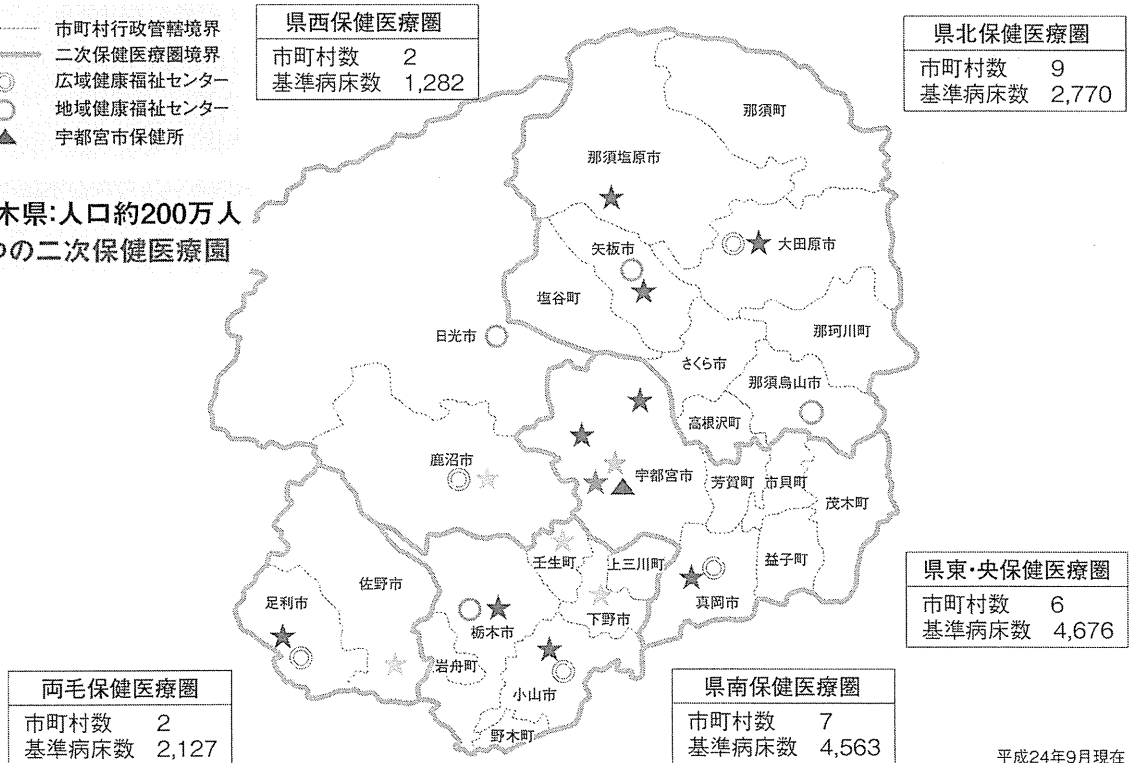 市町村行政管轄境界
二次保健医療圏境界
広域健康福祉センター
地域健康福祉センター
宇都宮市保健所
木県:人口約200万人
つの二次保健医療園
県西保健医療圏
市町村数 2
基準病床数 1,282
県北保健医療圏
市町村数 9
基準病床数 2,770
那須町
那須塩原市
大田原市
矢板市
塩谷町
那珂川町
日光市
さくら市
那須烏山市
高根沢町
鹿沼市
宇都宮市
芳賀町
市貝町
茂木町
壬生町
上三川町
益子町
佐野市
足利市
真岡市
下野市
栃木市
岩舟町
小山市
野木町
県東・央保健医療圏
市町村数 6
基準病床数 4,676
両毛保健医療圏
市町村数 2
基準病床数 2,127
県南保健医療圏
市町村数 7
基準病床数 4,563
平成24年9月現在